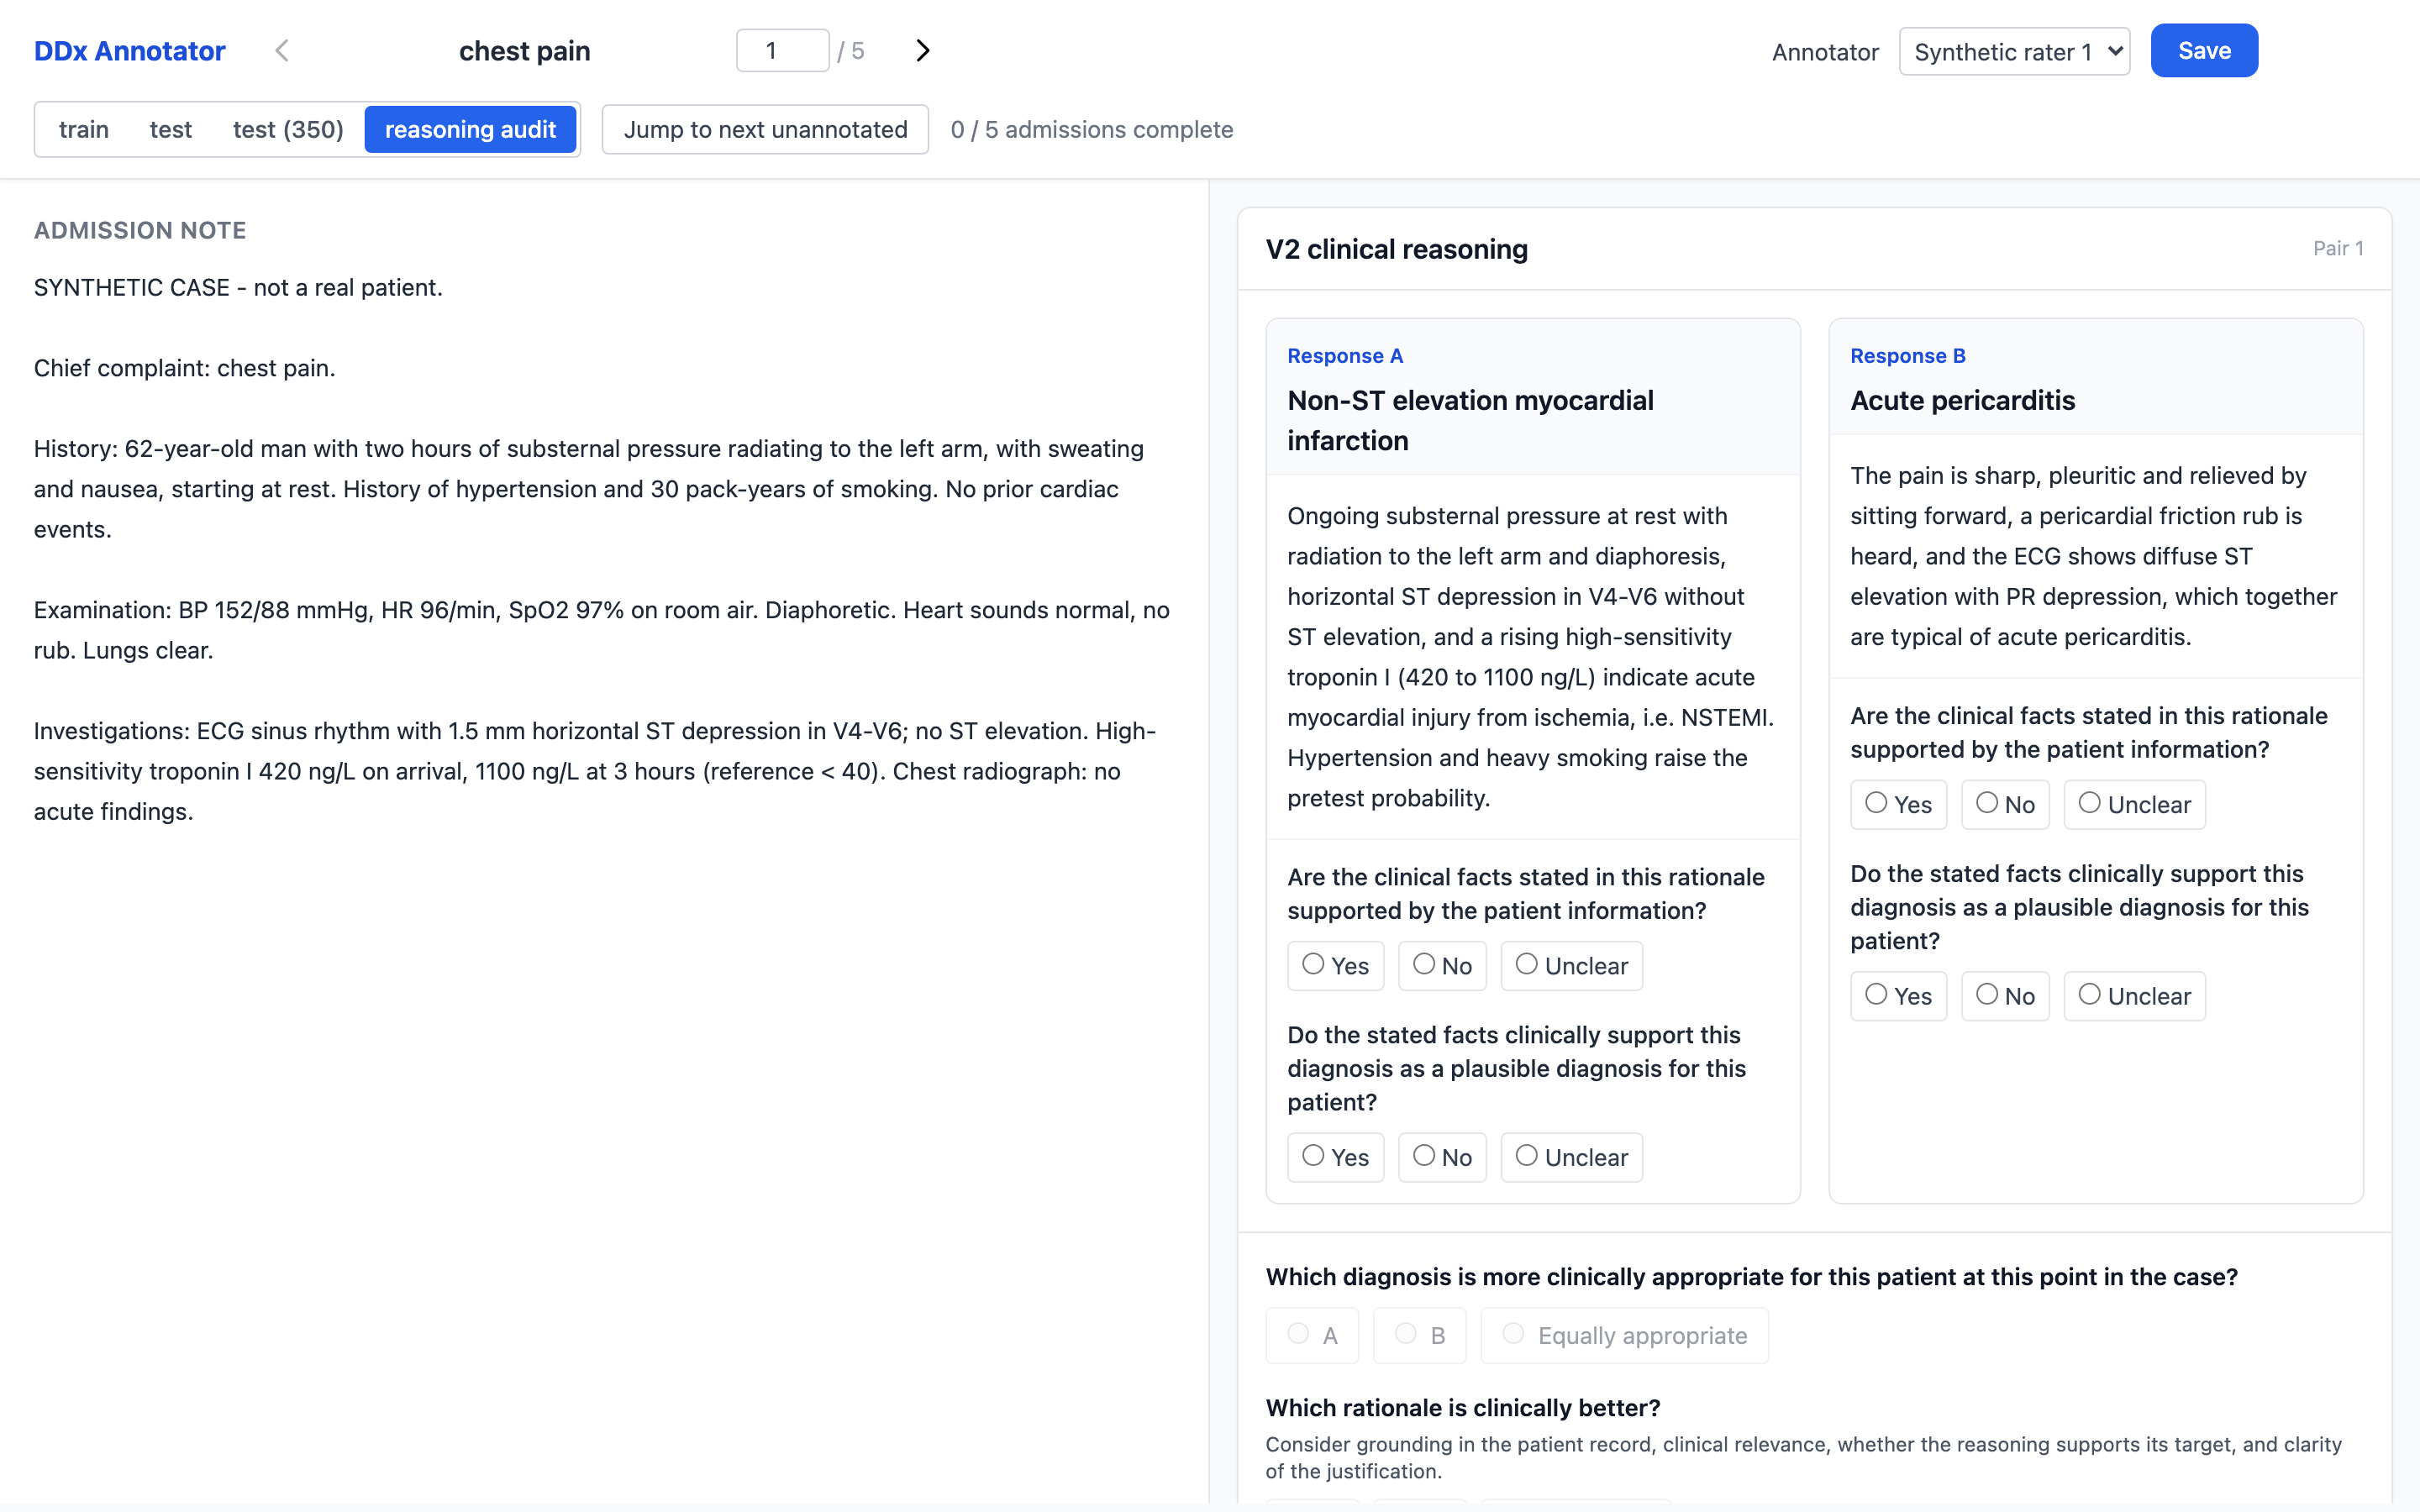 DDx Annotator
chest pain
1 / 5
Annotator
Synthetic rater 1
Save
train
test
test (350)
reasoning audit
Jump to next unannotated
0 / 5 admissions complete
ADMISSION NOTE
SYNTHETIC CASE - not a real patient.
Chief complaint: chest pain.
History: 62-year-old man with two hours of substernal pressure radiating to the left arm, with sweating
and nausea, starting at rest. History of hypertension and 30 pack-years of smoking. No prior cardiac
events.
Examination: BP 152/88 mmHg, HR 96/min, SpO2 97% on room air. Diaphoretic. Heart sounds normal, no
rub. Lungs clear.
Investigations: ECG sinus rhythm with 1.5 mm horizontal ST depression in V4-V6; no ST elevation. High-
sensitivity troponin I 420 ng/L on arrival, 1100 ng/L at 3 hours (reference < 40). Chest radiograph: no
acute findings.
V2 clinical reasoning
Pair 1
Response A
Non-ST elevation myocardial
infarction
Ongoing substernal pressure at rest with
radiation to the left arm and diaphoresis,
horizontal ST depression in V4-V6 without
ST elevation, and a rising high-sensitivity
troponin I (420 to 1100 ng/L) indicate acute
myocardial injury from ischemia, i.e. NSTEMI.
Hypertension and heavy smoking raise the
pretest probability.
Are the clinical facts stated in this rationale
supported by the patient information?
Yes No Unclear
Do the stated facts clinically support this
diagnosis as a plausible diagnosis for this
patient?
Yes No Unclear
Response B
Acute pericarditis
The pain is sharp, pleuritic and relieved by
sitting forward, a pericardial friction rub is
heard, and the ECG shows diffuse ST
elevation with PR depression, which together
are typical of acute pericarditis.
Are the clinical facts stated in this rationale
supported by the patient information?
Yes No Unclear
Do the stated facts clinically support this
diagnosis as a plausible diagnosis for this
patient?
Yes No Unclear
Which diagnosis is more clinically appropriate for this patient at this point in the case?
A B Equally appropriate
Which rationale is clinically better?
Consider grounding in the patient record, clinical relevance, whether the reasoning supports its target, and clarity
of the justification.